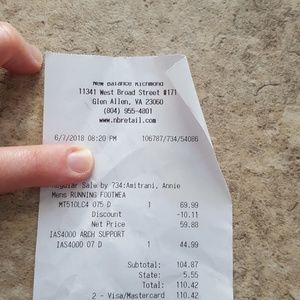 New Balance Richmond
11341 West Broad Street #171
Glen Allen, VA 23060
(804) 955-4801
www.nbretail.com
6/7/2018 08:20 PM 106787/734/54086
Regular Sale by 734:Amitrani, Annie
Mens RUNNING FOOTWEA
MT510LC4 075 D 1 69.99
Discount -10.11
Net Price 59.88
IAS4000 ARCH SUPPORT
IAS4000 07 D 1 44.99
Subtotal: 104.87
State: 5.55
Total: 110.42
2 - Visa/Mastercard 110.42